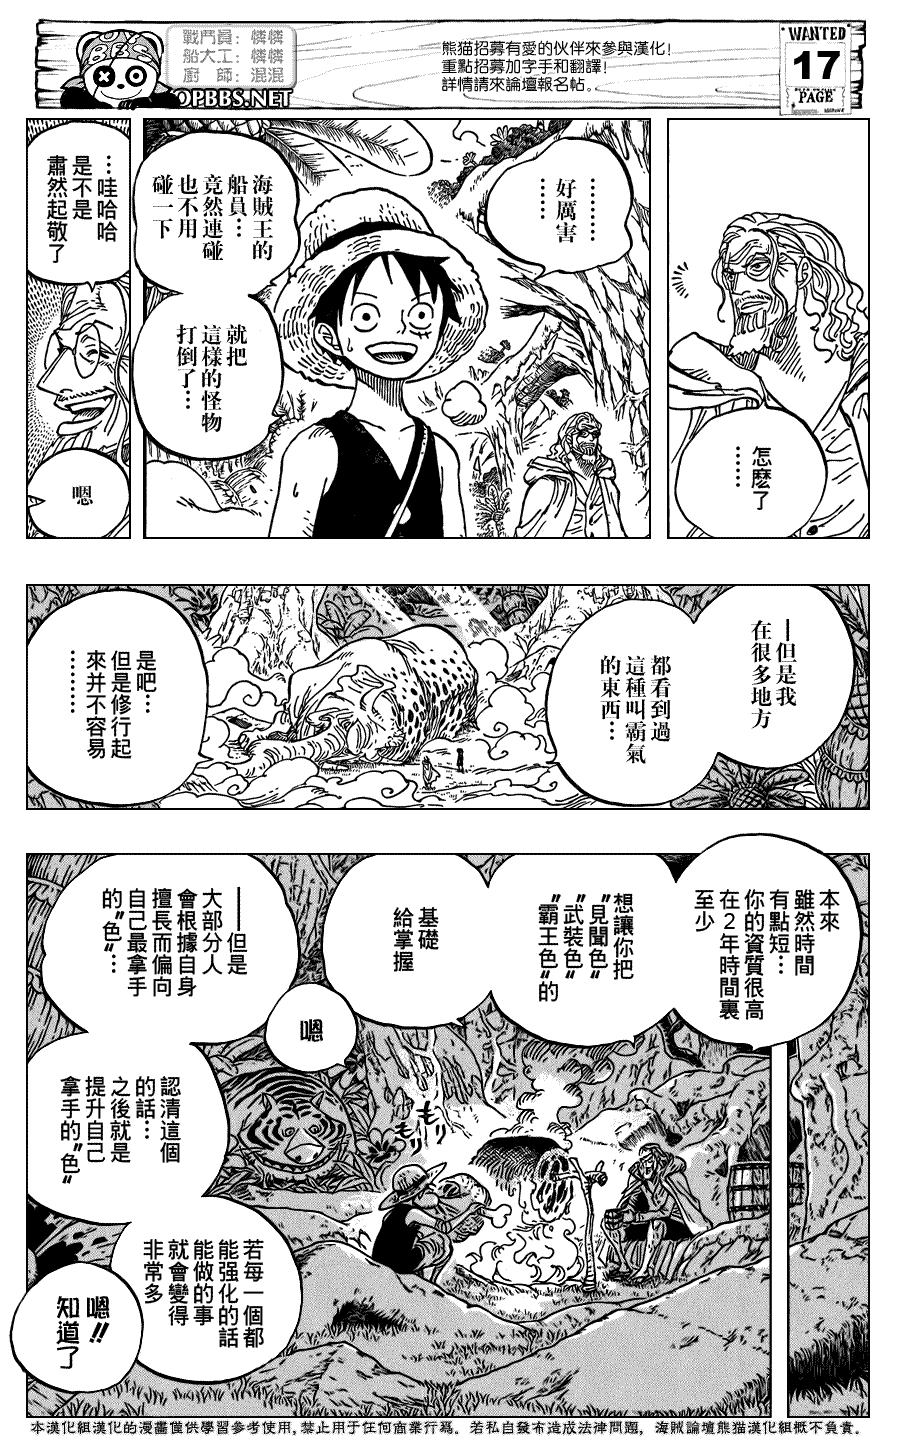 戰鬥員：憐憐
船大工：憐憐
廚　師：混混
OPBBS.NET
熊猫招募有愛的伙伴來參與漢化！
重點招募加字手和翻譯！
詳情請來論壇報名帖。
WANTED
17
PAGE
怎麼了
……
………
好厲害
……
海賊王的
船員…
竟然連碰
也不用
碰一下
就把
這樣的怪物
打倒了…
…哇哈哈
是不是
肅然起敬了
嗯
——但是我
在很多地方
都看到過
這種叫霸氣
的東西…
是吧…
但是修行起
來并不容易
………
本來
雖然時間
有點短…
你的資質很高
在2年時間裏
至少
想讓你把
“見聞色“
“武裝色“
“霸王色“的
基礎
給掌握
——但是
大部分人
會根據自身
擅長而偏向
自己最拿手
的“色“…
嗯
認清這個
的話…
之後就是
提升自己
拿手的“色“
もぐ
もぐ
若每一個都
能强化的話
能做的事
就會變得
非常多
嗯!!
知道了
本漢化組漢化的漫畫僅供學習參考使用,禁止用于任何商業行爲。若私自發布造成法律問題，海賊論壇熊猫漢化組概不負責。